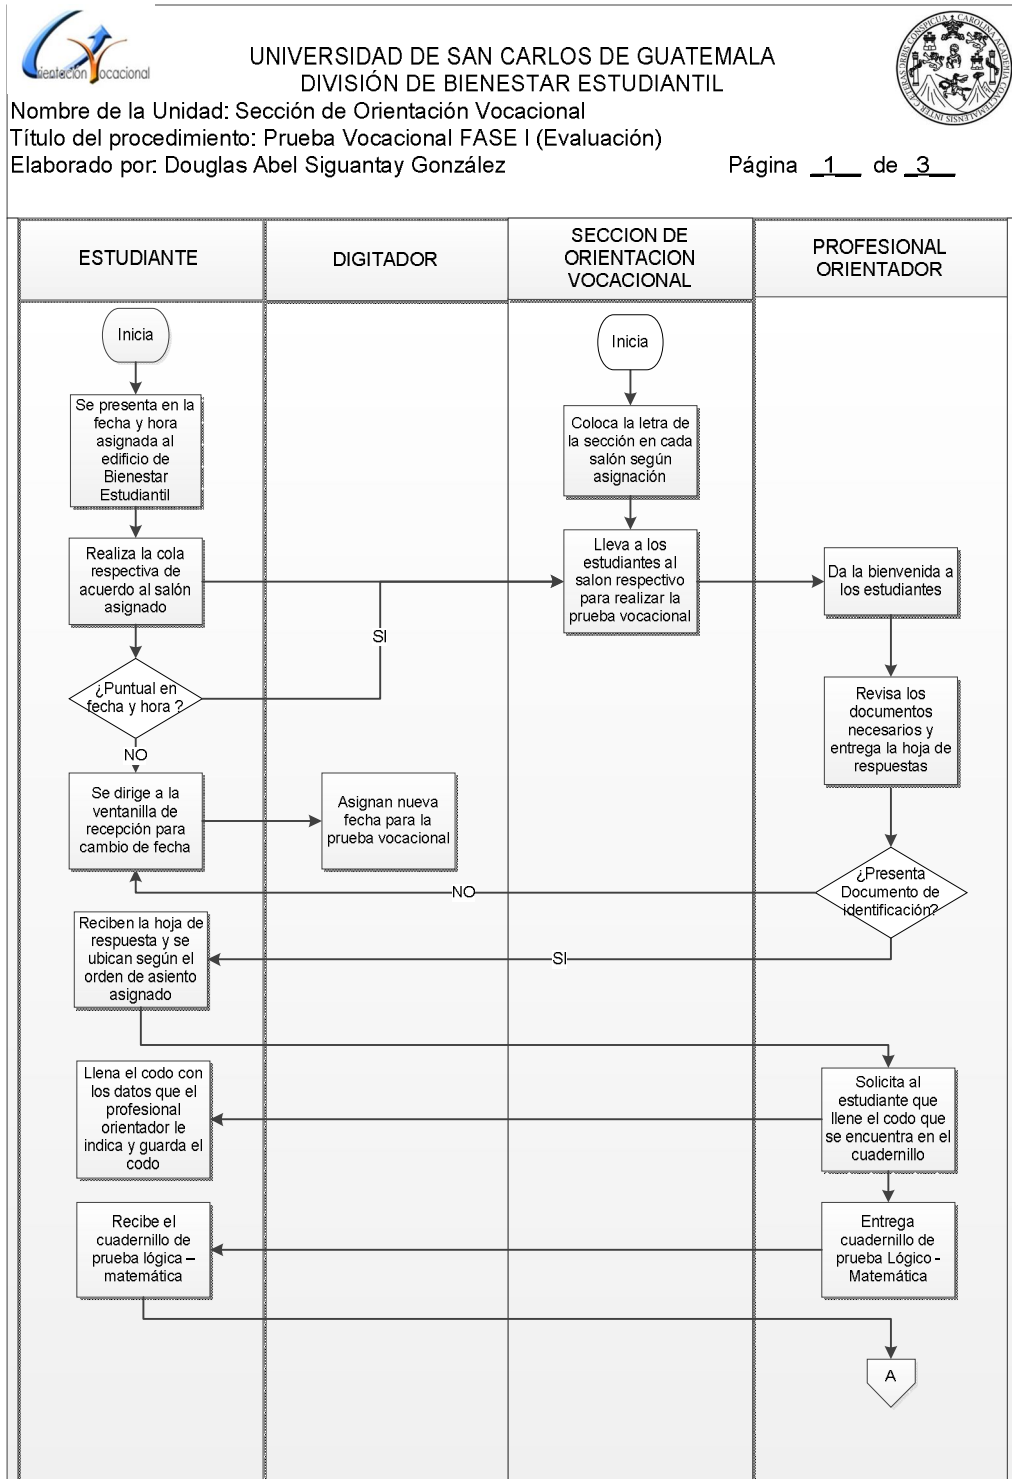 Orientación Vocacional
UNIVERSIDAD DE SAN CARLOS DE GUATEMALA
DIVISIÓN DE BIENESTAR ESTUDIANTIL
Nombre de la Unidad: Sección de Orientación Vocacional
Título del procedimiento: Prueba Vocacional FASE I (Evaluación)
Elaborado por: Douglas Abel Siguantay González
Página 1 de 3
ESTUDIANTE
DIGITADOR
SECCION DE
ORIENTACION
VOCACIONAL
PROFESIONAL
ORIENTADOR
Inicia
Inicia
Se presenta en la
fecha y hora
asignada al
edificio de
Bienestar
Estudiantil
Coloca la letra de
la sección en cada
salón según
asignación
Realiza la cola
respectiva de
acuerdo al salón
asignado
Lleva a los
estudiantes al
salon respectivo
para realizar la
prueba vocacional
Da la bienvenida a
los estudiantes
SI
¿Puntual en
fecha y hora ?
NO
Revisa los
documentos
necesarios y
entrega la hoja de
respuestas
Se dirige a la
ventanilla de
recepción para
cambio de fecha
Asignan nueva
fecha para la
prueba vocacional
¿Presenta
Documento de
identificación?
NO
Reciben la hoja de
respuesta y se
ubican según el
orden de asiento
asignado
SI
Llena el codo con
los datos que el
profesional
orientador le
indica y guarda el
codo
Solicita al
estudiante que
llene el codo que
se encuentra en el
cuadernillo
Recibe el
cuadernillo de
prueba lógica –
matemática
Entrega
cuadernillo de
prueba Lógico -
Matemática
A